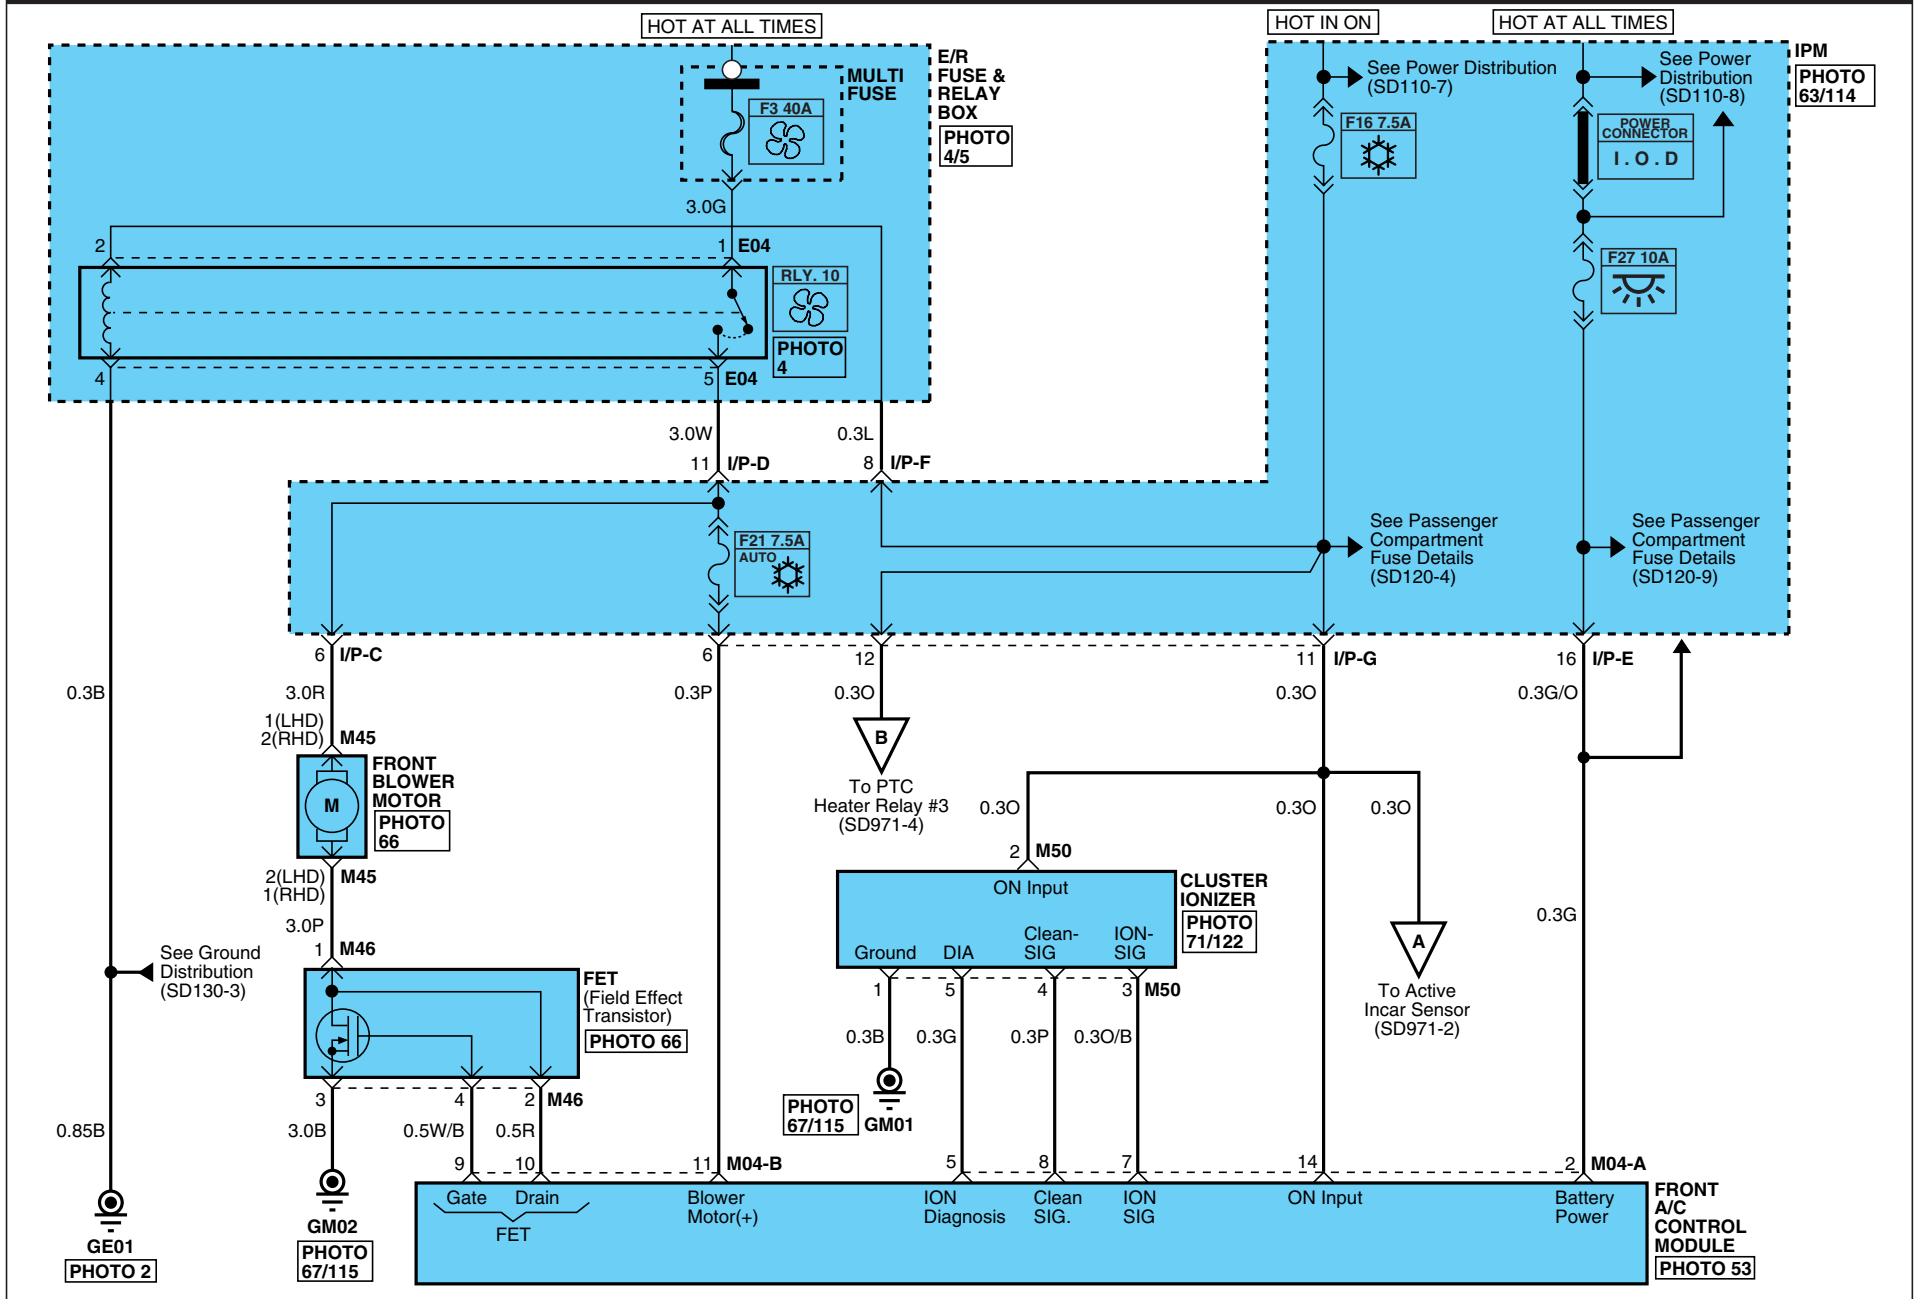 HOT AT ALL TIMES
HOT IN ON
HOT AT ALL TIMES
E/R
FUSE &
RELAY
BOX
PHOTO
4/5
MULTI
FUSE
F3 40A
3.0G
2
1 E04
RLY. 10
PHOTO
4
4
5 E04
See Power Distribution
(SD110-7)
F16 7.5A
See Power
Distribution
(SD110-8)
POWER
CONNECTOR
I . O . D
F27 10A
IPM
PHOTO
63/114
3.0W
0.3L
11 I/P-D
8 I/P-F
F21 7.5A
AUTO
See Passenger
Compartment
Fuse Details
(SD120-4)
See Passenger
Compartment
Fuse Details
(SD120-9)
6 I/P-C
6
12
11 I/P-G
16 I/P-E
0.3B
3.0R
0.3P
0.3O
0.3O
0.3G/O
1(LHD)
2(RHD)
M45
FRONT
BLOWER
MOTOR
PHOTO
66
M
2(LHD)
1(RHD)
M45
3.0P
1 M46
B
To PTC
Heater Relay #3
(SD971-4)
0.3O
0.3O
0.3O
2 M50
ON Input
CLUSTER
IONIZER
PHOTO
71/122
Ground
DIA
Clean-
SIG
ION-
SIG
1
5
4
3 M50
0.3B
0.3G
0.3P
0.3O/B
PHOTO
67/115
GM01
A
To Active
Incar Sensor
(SD971-2)
0.3G
See Ground
Distribution
(SD130-3)
FET
(Field Effect
Transistor)
PHOTO 66
3
4
2 M46
0.85B
3.0B
0.5W/B
0.5R
9
10
11 M04-B
5
8
7
14
2 M04-A
GE01
PHOTO 2
GM02
PHOTO
67/115
Gate
Drain
FET
Blower
Motor(+)
ION
Diagnosis
Clean
SIG.
ION
SIG
ON Input
Battery
Power
FRONT
A/C
CONTROL
MODULE
PHOTO 53